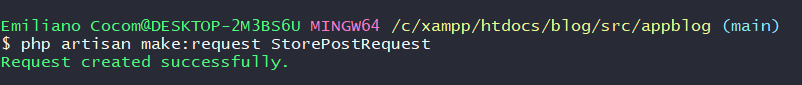 Emiliano Cocom@DESKTOP-2M3BS6U MINGW64 /c/xampp/htdocs/blog/src/appblog (main)
$ php artisan make:request StorePostRequest
Request created successfully.